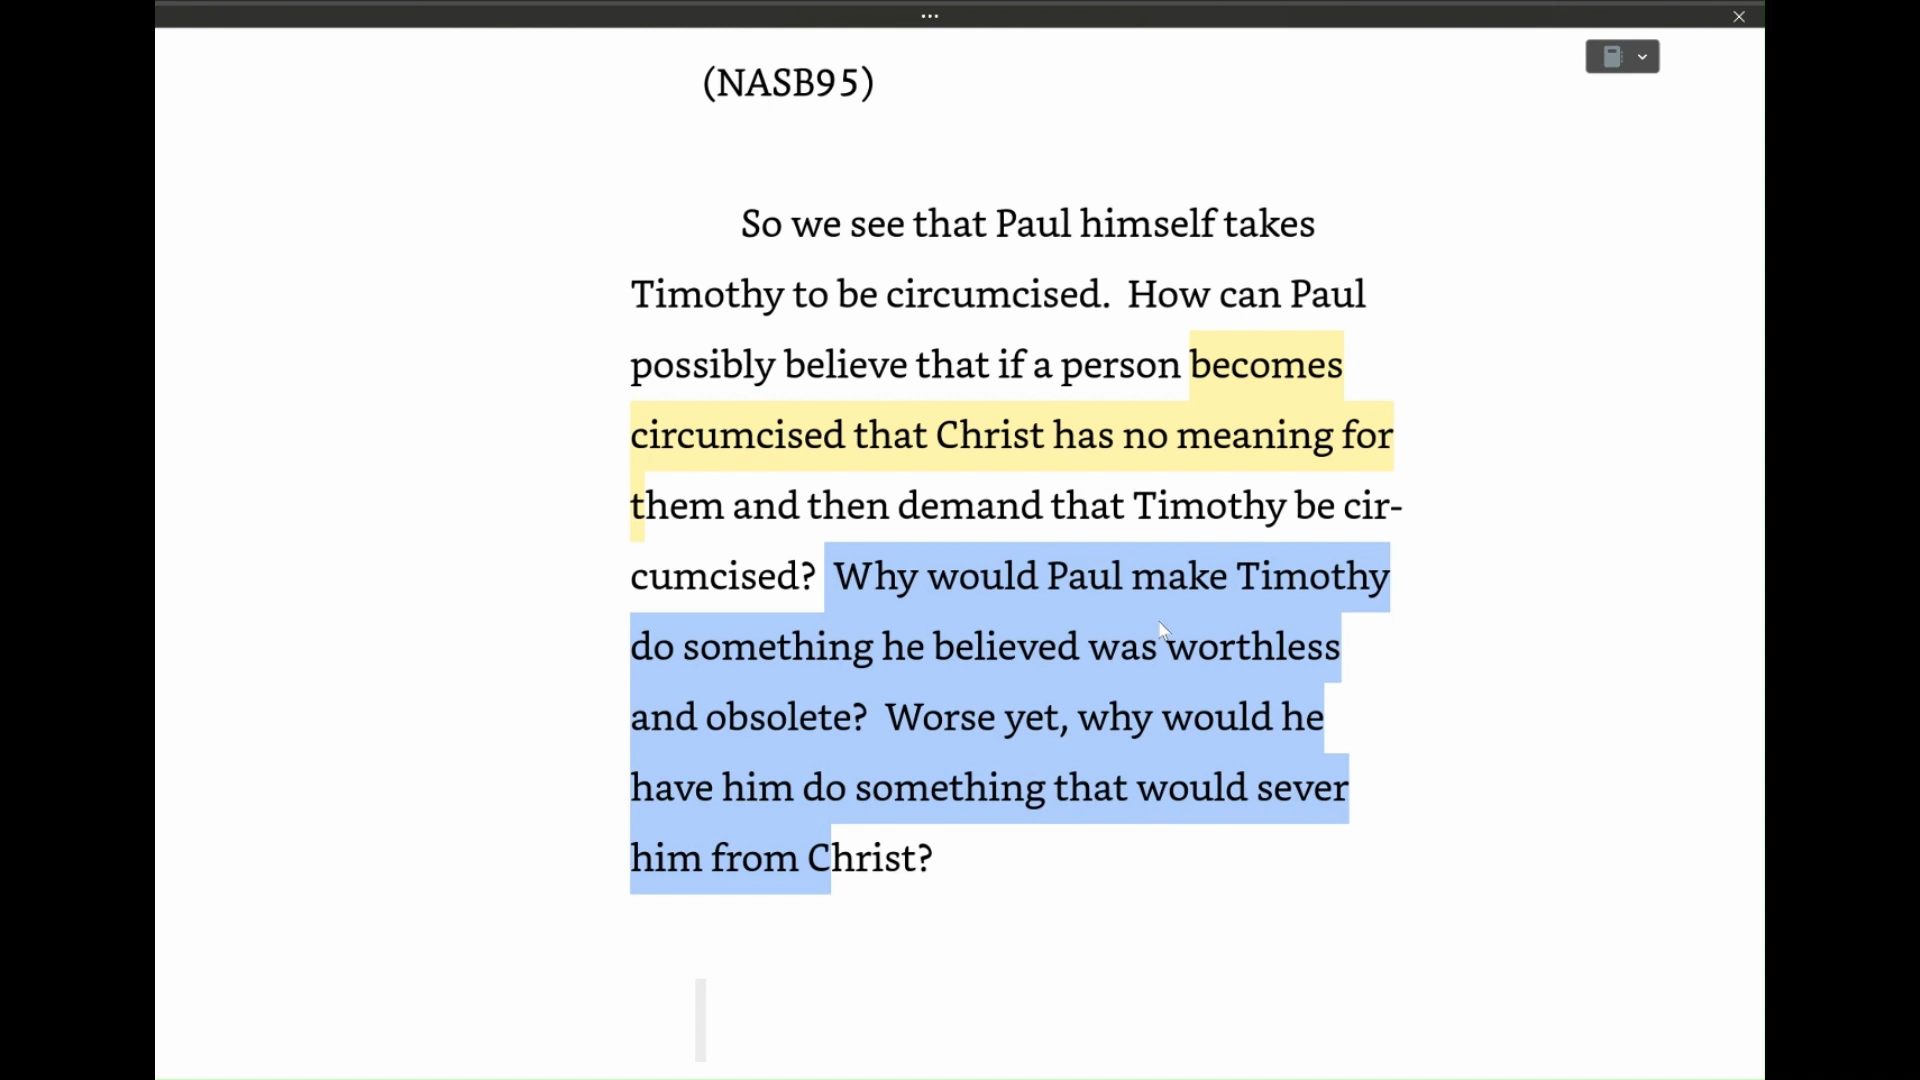 (NASB95)
So we see that Paul himself takes
Timothy to be circumcised.  How can Paul
possibly believe that if a person becomes
circumcised that Christ has no meaning for
them and then demand that Timothy be cir-
cumcised?  Why would Paul make Timothy
do something he believed was worthless
and obsolete?  Worse yet, why would he
have him do something that would sever
him from Christ?